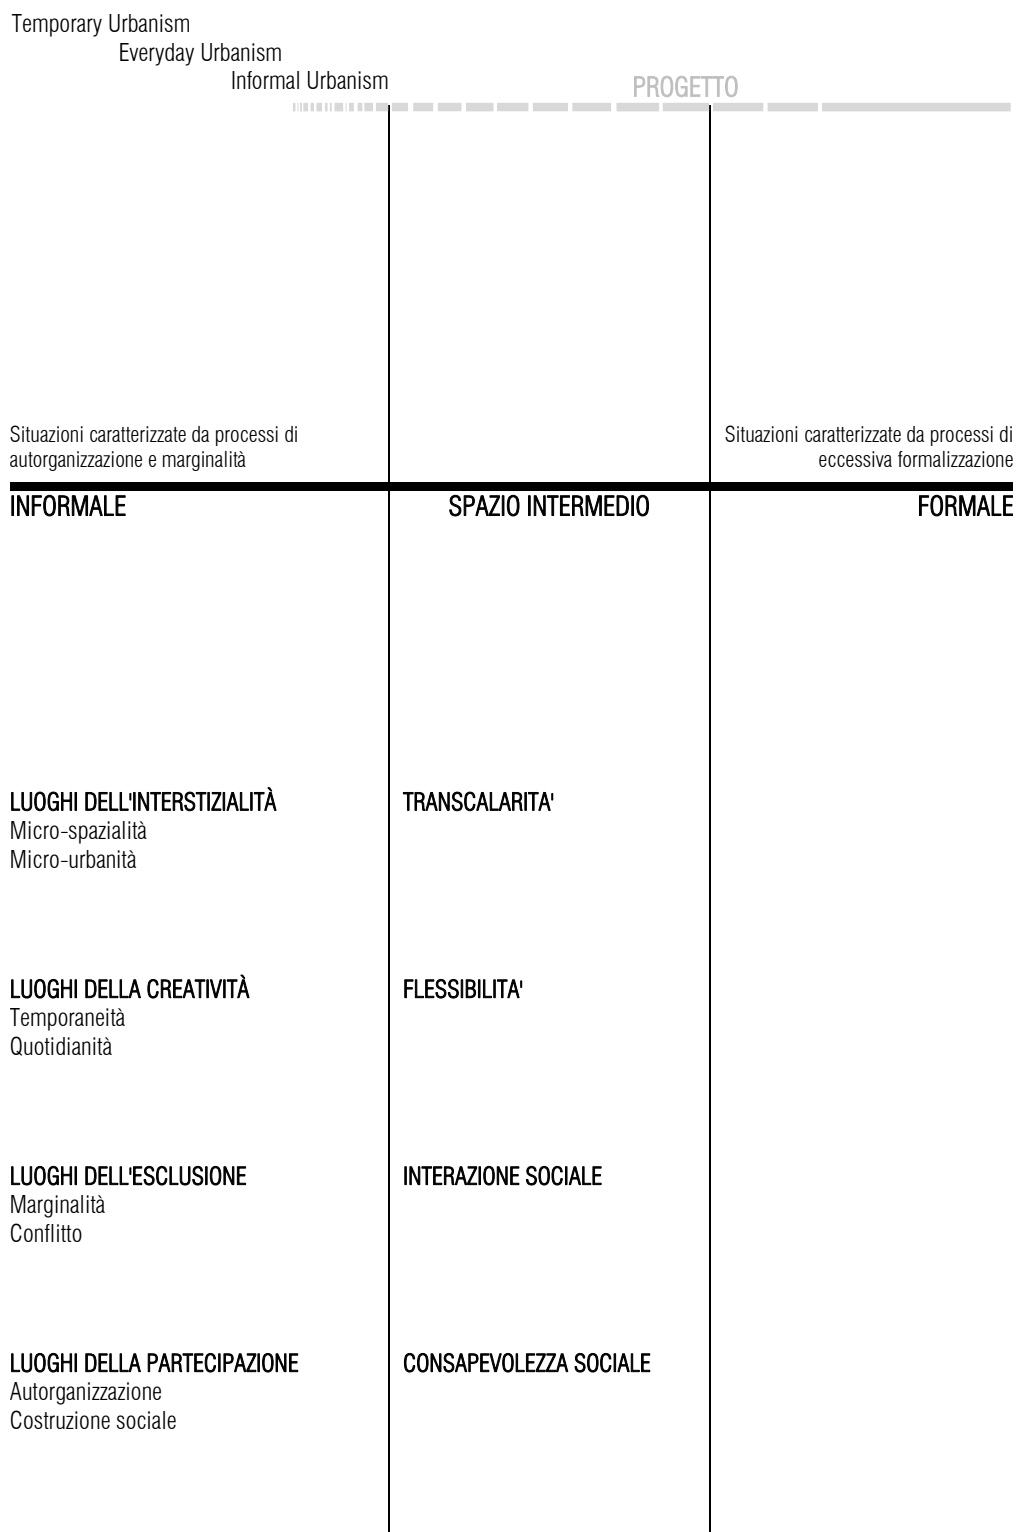 Temporary Urbanism
Everyday Urbanism
Informal Urbanism
PROGETTO
Situazioni caratterizzate da processi di
autorganizzazione e marginalità
Situazioni caratterizzate da processi di
eccessiva formalizzazione
INFORMALE
SPAZIO INTERMEDIO
FORMALE
LUOGHI DELL'INTERSTIZIALITÀ
Micro-spazialità
Micro-urbanità
TRANSCALARITA'
LUOGHI DELLA CREATIVITÀ
Temporaneità
Quotidianità
FLESSIBILITA'
LUOGHI DELL'ESCLUSIONE
Marginalità
Conflitto
INTERAZIONE SOCIALE
LUOGHI DELLA PARTECIPAZIONE
Autorganizzazione
Costruzione sociale
CONSAPEVOLEZZA SOCIALE